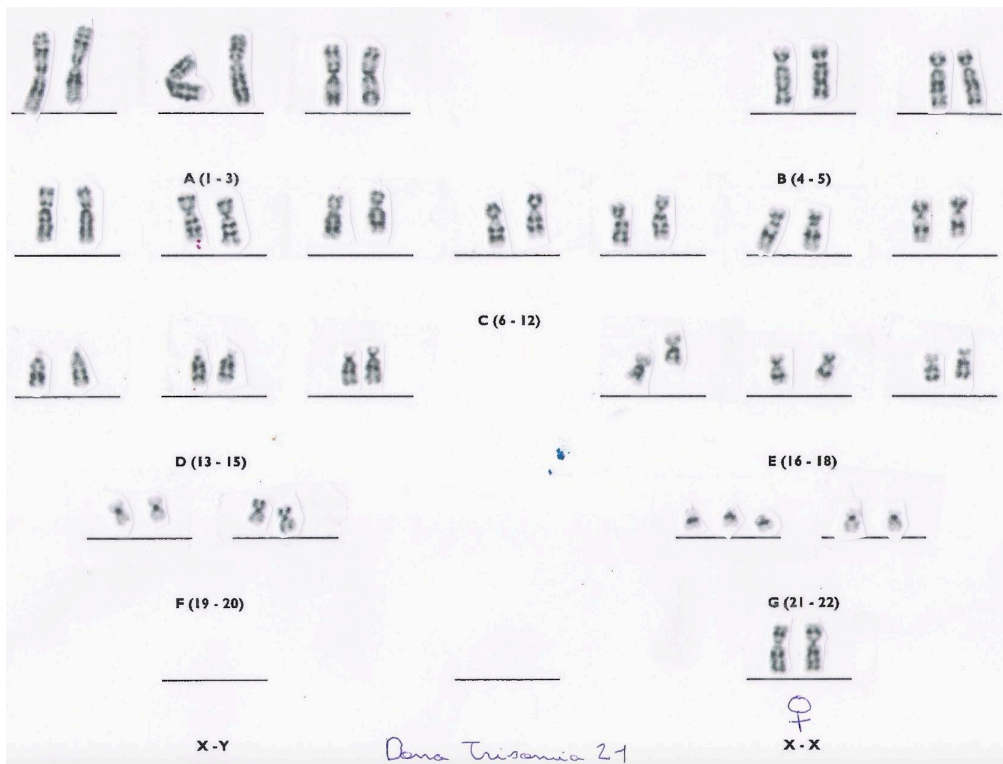 A (1 - 3)
B (4 - 5)
C (6 - 12)
D (13 - 15)
E (16 - 18)
F (19 - 20)
G (21 - 22)
♀
X - Y
Dona Trisomia 21
X - X